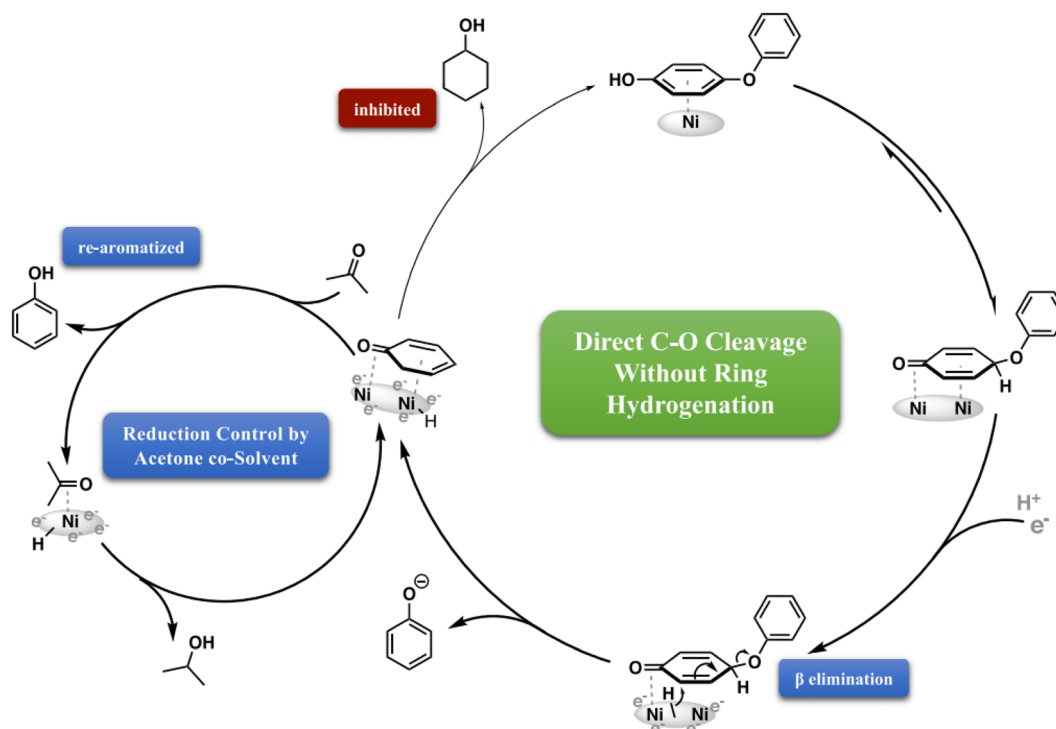 OH
inhibited
HO
O
Ni
re-aromatized
OH
O
O
Ni
Ni
e-
e-
e-
e-
e-
H
Direct C-O Cleavage
Without Ring
Hydrogenation
O
O
H
Ni
Ni
Reduction Control by
Acetone co-Solvent
O
Ni
H
e-
e-
e-
e-
e-
H+
e-
OH
O⊖
O
O
H
H
Ni
Ni
e-
e-
e-
e-
β elimination